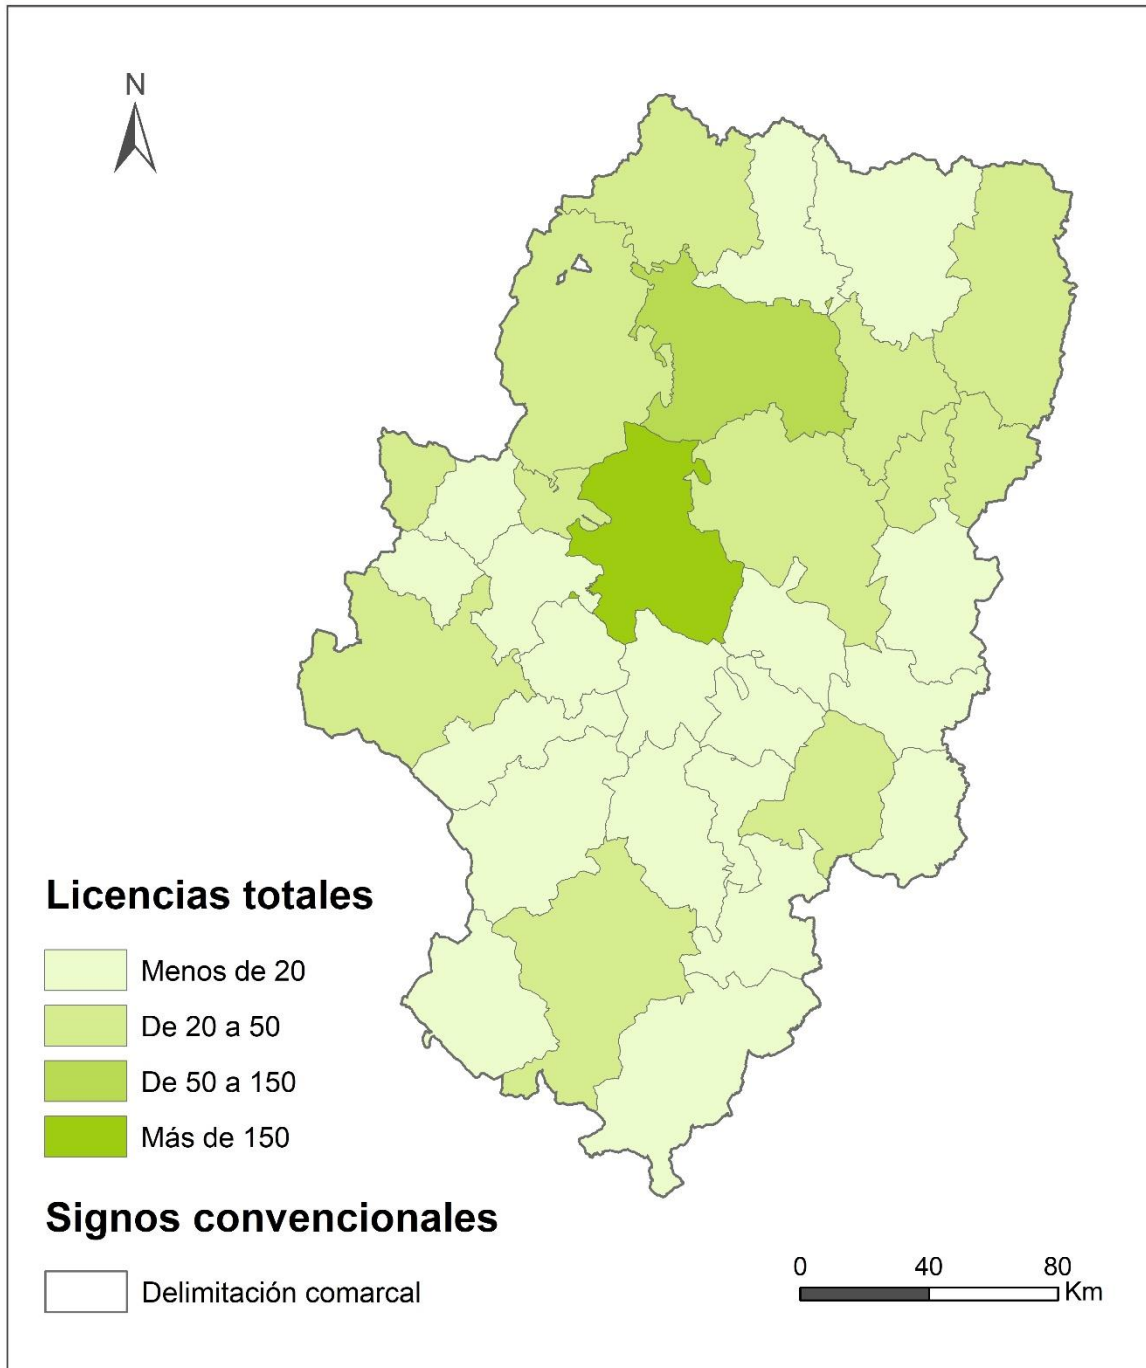 N
Licencias totales
Menos de 20
De 20 a 50
De 50 a 150
Más de 150
Signos convencionales
Delimitación comarcal
0 40 80
Km